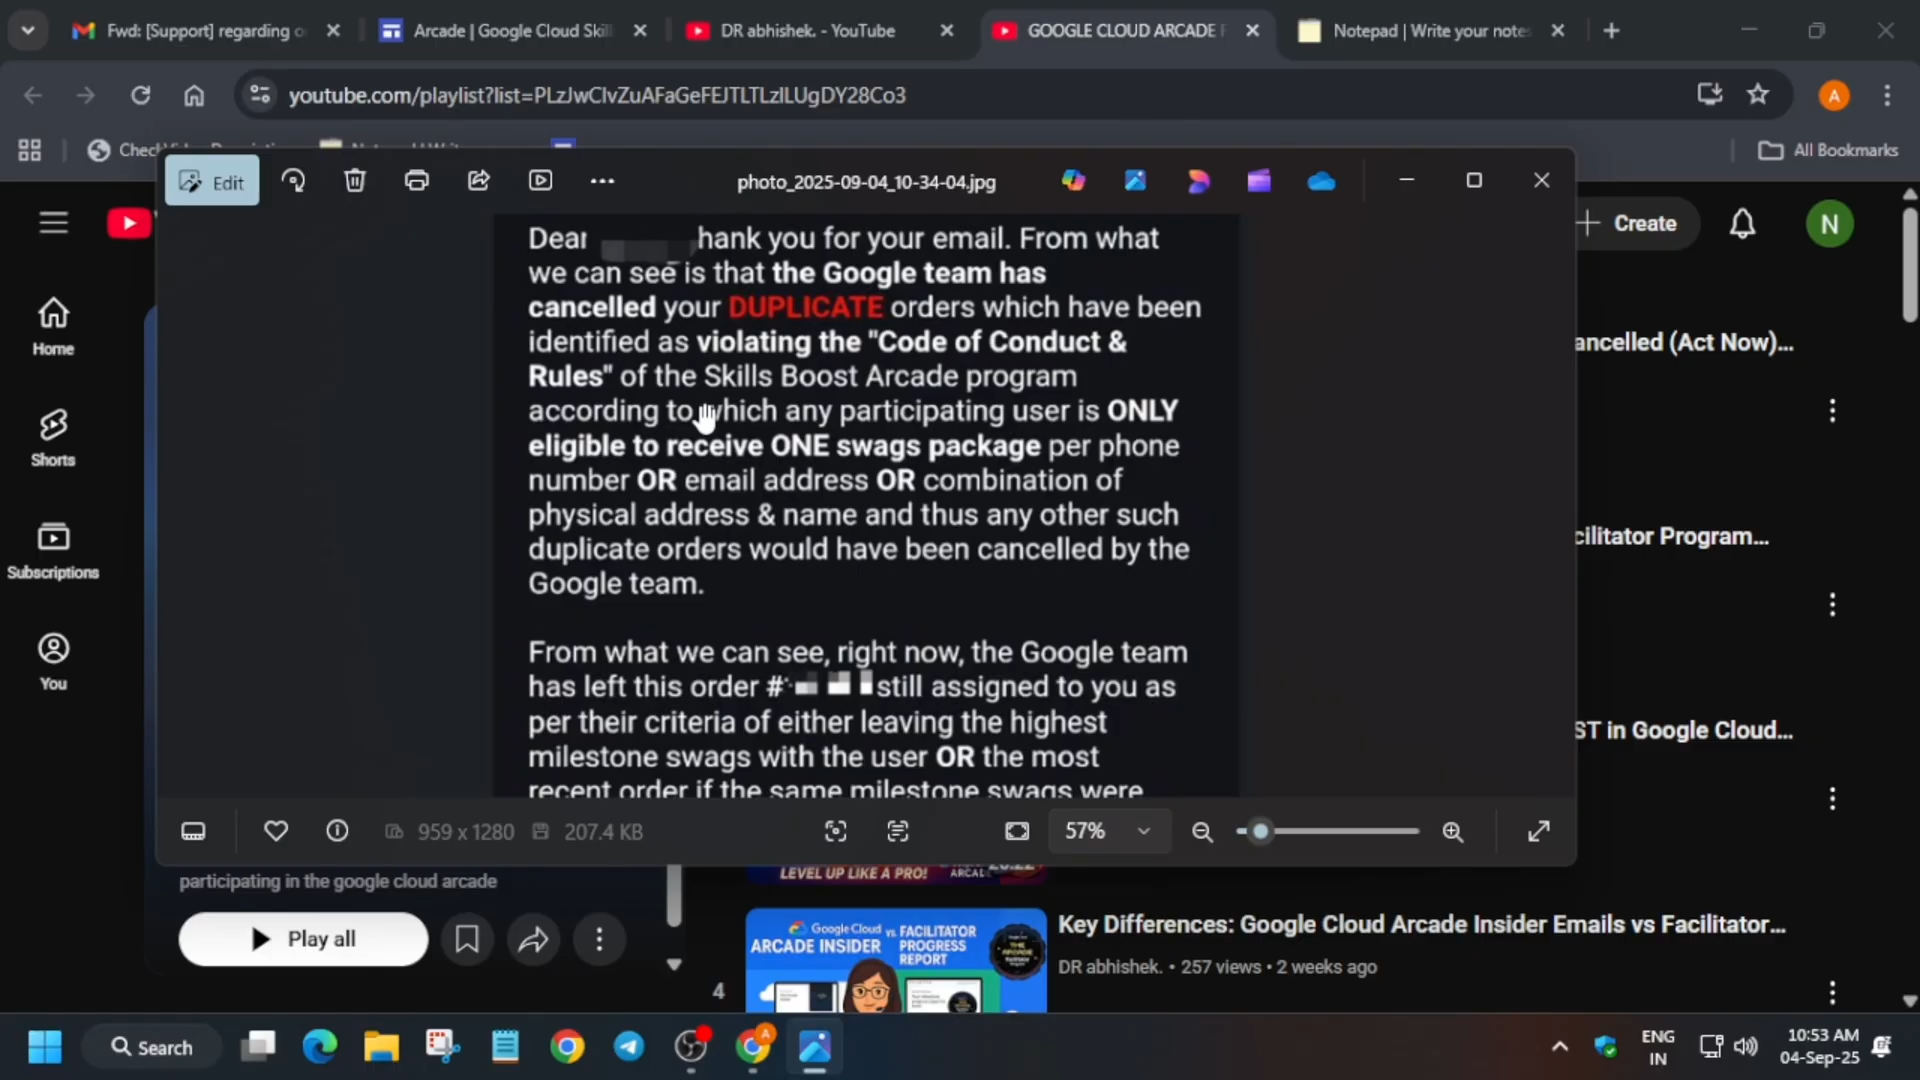 Fwd: [Support] regarding o
Arcade | Google Cloud Skil
DR abhishek. - YouTube
GOOGLE CLOUD ARCADE F
Notepad | Write your notes
youtube.com/playlist?list=PLzJwClvZuAFaGeFEJTLTLzlLUgDY28Co3
A
All Bookmarks
Edit
photo_2025-09-04_10-34-04.jpg
Create
N
Home
Shorts
Subscriptions
You
Dear hank you for your email. From what
we can see is that the Google team has
cancelled your DUPLICATE orders which have been
identified as violating the "Code of Conduct &
Rules" of the Skills Boost Arcade program
according to which any participating user is ONLY
eligible to receive ONE swags package per phone
number OR email address OR combination of
physical address & name and thus any other such
duplicate orders would have been cancelled by the
Google team.
From what we can see, right now, the Google team
has left this order # still assigned to you as
per their criteria of either leaving the highest
milestone swags with the user OR the most
recent order if the same milestone swags were
ancelled (Act Now)...
cilitator Program...
ST in Google Cloud...
959 x 1280
207.4 KB
57%
participating in the google cloud arcade
Play all
LEVEL UP LIKE A PRO!
4
Google Cloud vs. FACILITATOR
ARCADE INSIDER PROGRESS
REPORT
Key Differences: Google Cloud Arcade Insider Emails vs Facilitator...
DR abhishek. • 257 views • 2 weeks ago
Search
ENG
IN
10:53 AM
04-Sep-25